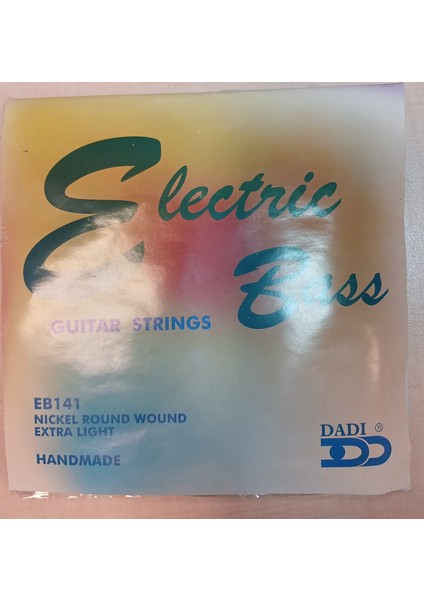 Electric
Bass
GUITAR STRINGS
EB141
NICKEL ROUND WOUND
EXTRA LIGHT
HANDMADE
DADI ®